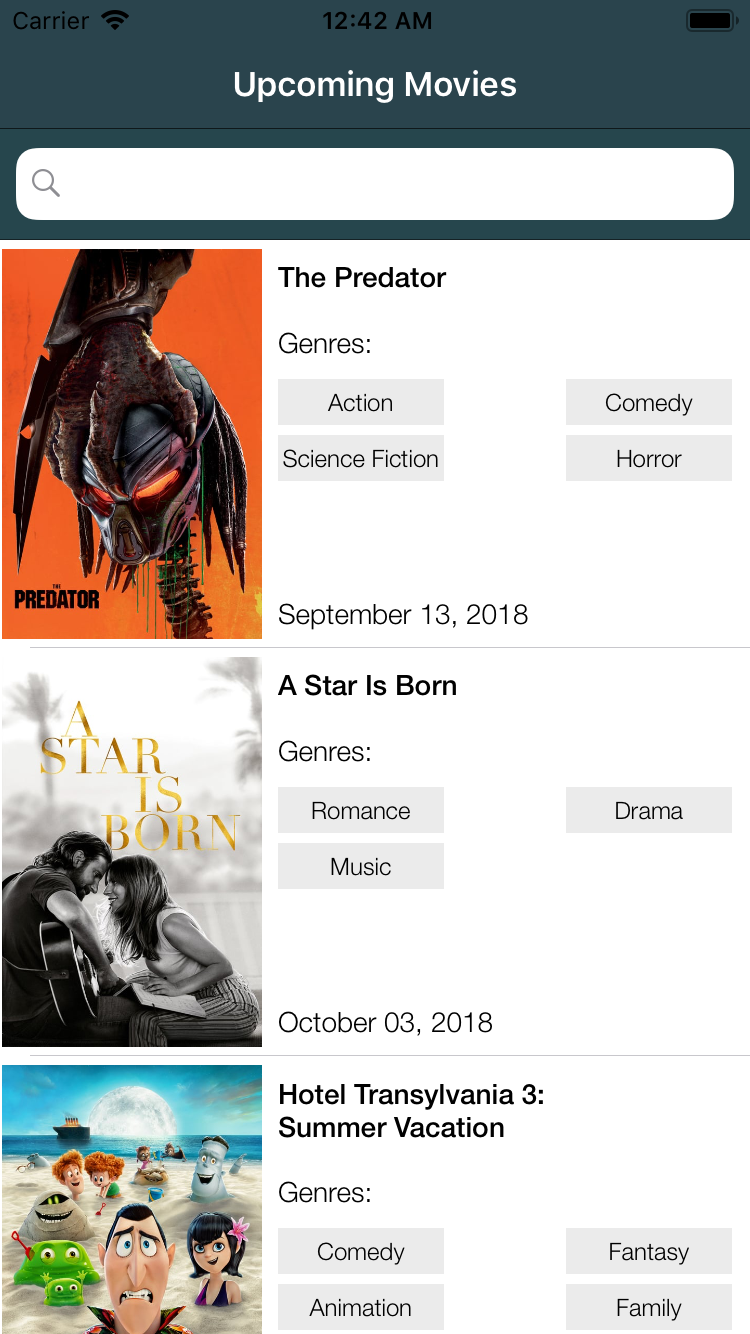 Carrier 12:42 AM
Upcoming Movies
The Predator
Genres:
Action Comedy
Science Fiction Horror
THE
PREDATOR
September 13, 2018
A Star Is Born
A
STAR
IS
BORN
Genres:
Romance Drama
Music
October 03, 2018
Hotel Transylvania 3:
Summer Vacation
Genres:
Comedy Fantasy
Animation Family